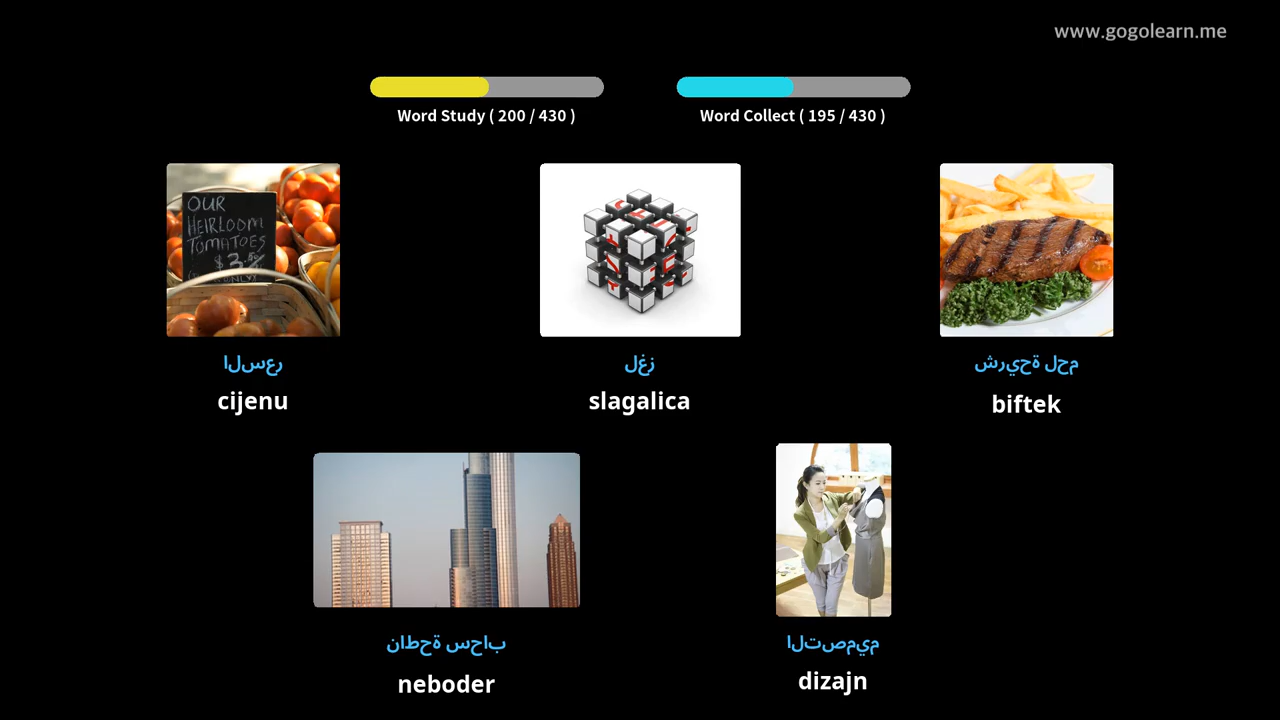 www.gogolearn.me
Word Study ( 200 / 430 )
Word Collect ( 195 / 430 )
OUR
HEIRLOOM
TOMATOES
السعر
cijenu
لغز
slagalica
شريحة لحم
biftek
ناطحة سحاب
neboder
التصميم
dizajn